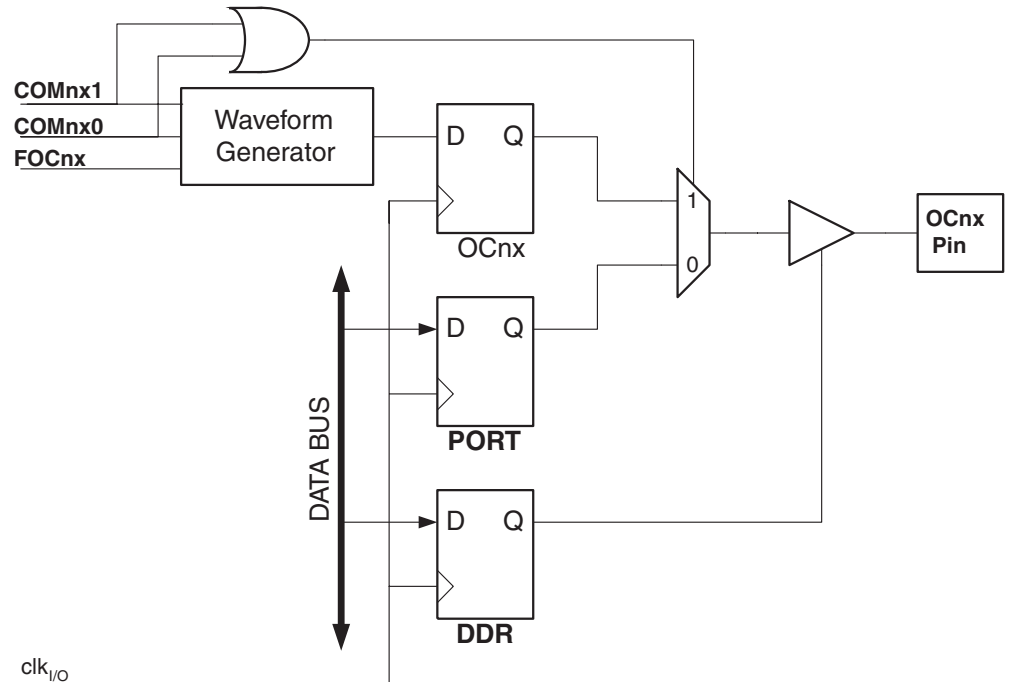 COMnx1
COMnx0
FOCnx
Waveform
Generator
D Q
OCnx
1
0
OCnx
Pin
D Q
PORT
DATA BUS
D Q
DDR
clkI/O